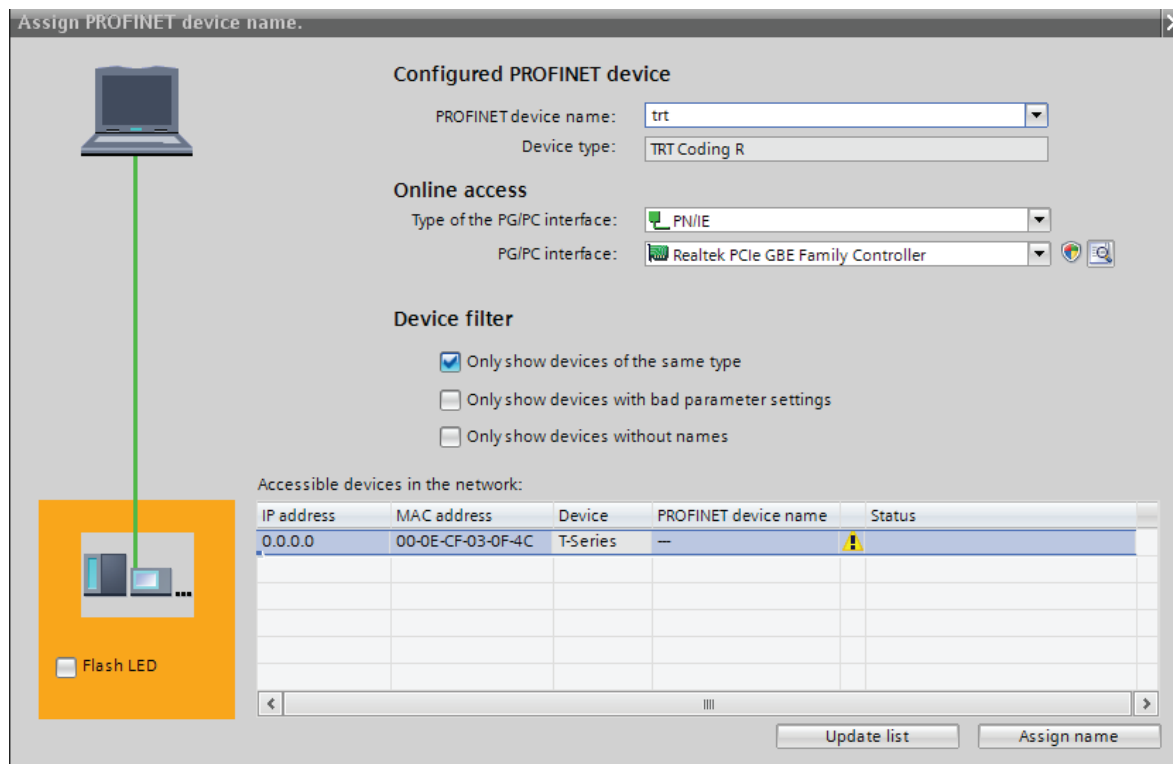 Assign PROFINET device name.
Configured PROFINET device
PROFINET device name: trt
Device type: TRT Coding R
Online access
Type of the PG/PC interface: PN/IE
PG/PC interface: Realtek PCIe GBE Family Controller
Device filter
Only show devices of the same type
Only show devices with bad parameter settings
Only show devices without names
Accessible devices in the network:
IP address MAC address Device PROFINET device name Status
0.0.0.0 00-0E-CF-03-0F-4C T-Series —
Flash LED
Update list Assign name